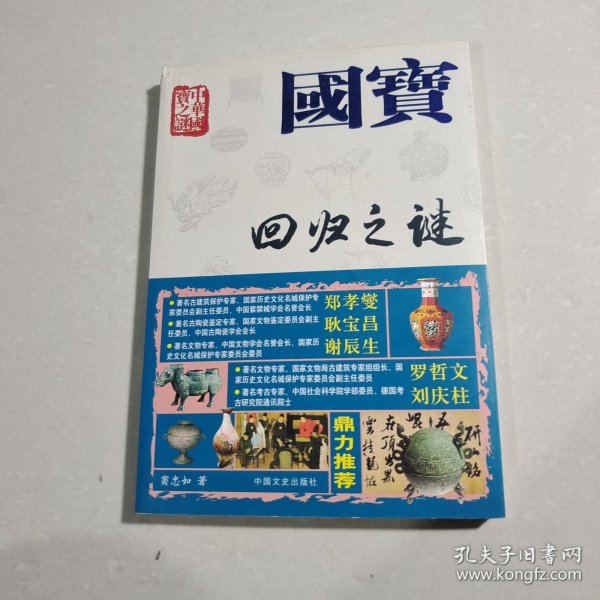 國寶
中華國
寶之謎
回归之谜
●著名古建筑保护专家、国家历史文化名城保护专
家委员会副主任委员、中国紫禁城学会名誉会长
郑孝燮
●著名古陶瓷鉴定专家、国家文物鉴定委员会副主
任委员、中国古陶瓷学会会长
耿宝昌
●著名文物专家、中国文物学会名誉会长、国家历
史文化名城保护专家委员会委员
谢辰生
●著名文物专家、国家文物局古建筑专家组组长、国
家历史文化名城保护专家委员会副主任委员
罗哲文
●著名考古专家、中国社会科学院学部委员、德国考
古研究院通讯院士
刘庆柱
鼎力推荐
窦忠如 著
中国文史出版社
孔夫子旧书网
www.kongfz.com